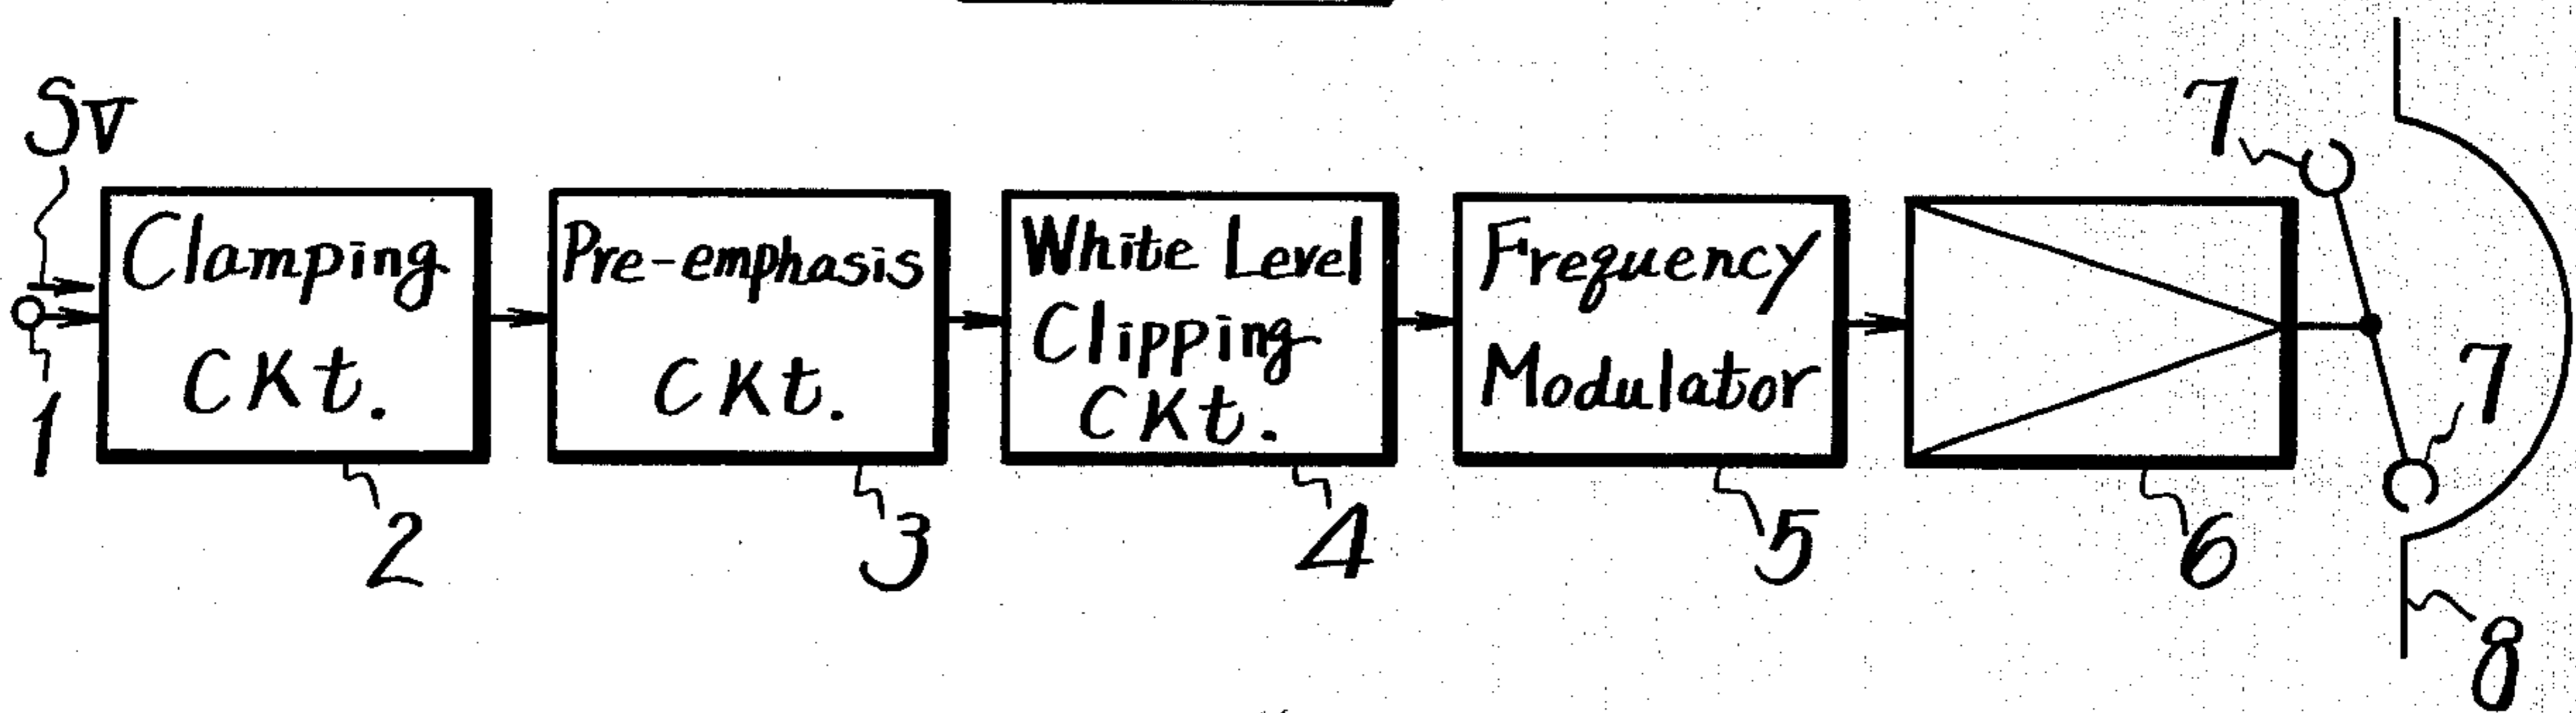 Sv
1
Clamping
CKt.
2
Pre-emphasis
CKt.
3
White Level
Clipping
CKt.
4
Frequency
Modulator
5
6
7
7
8